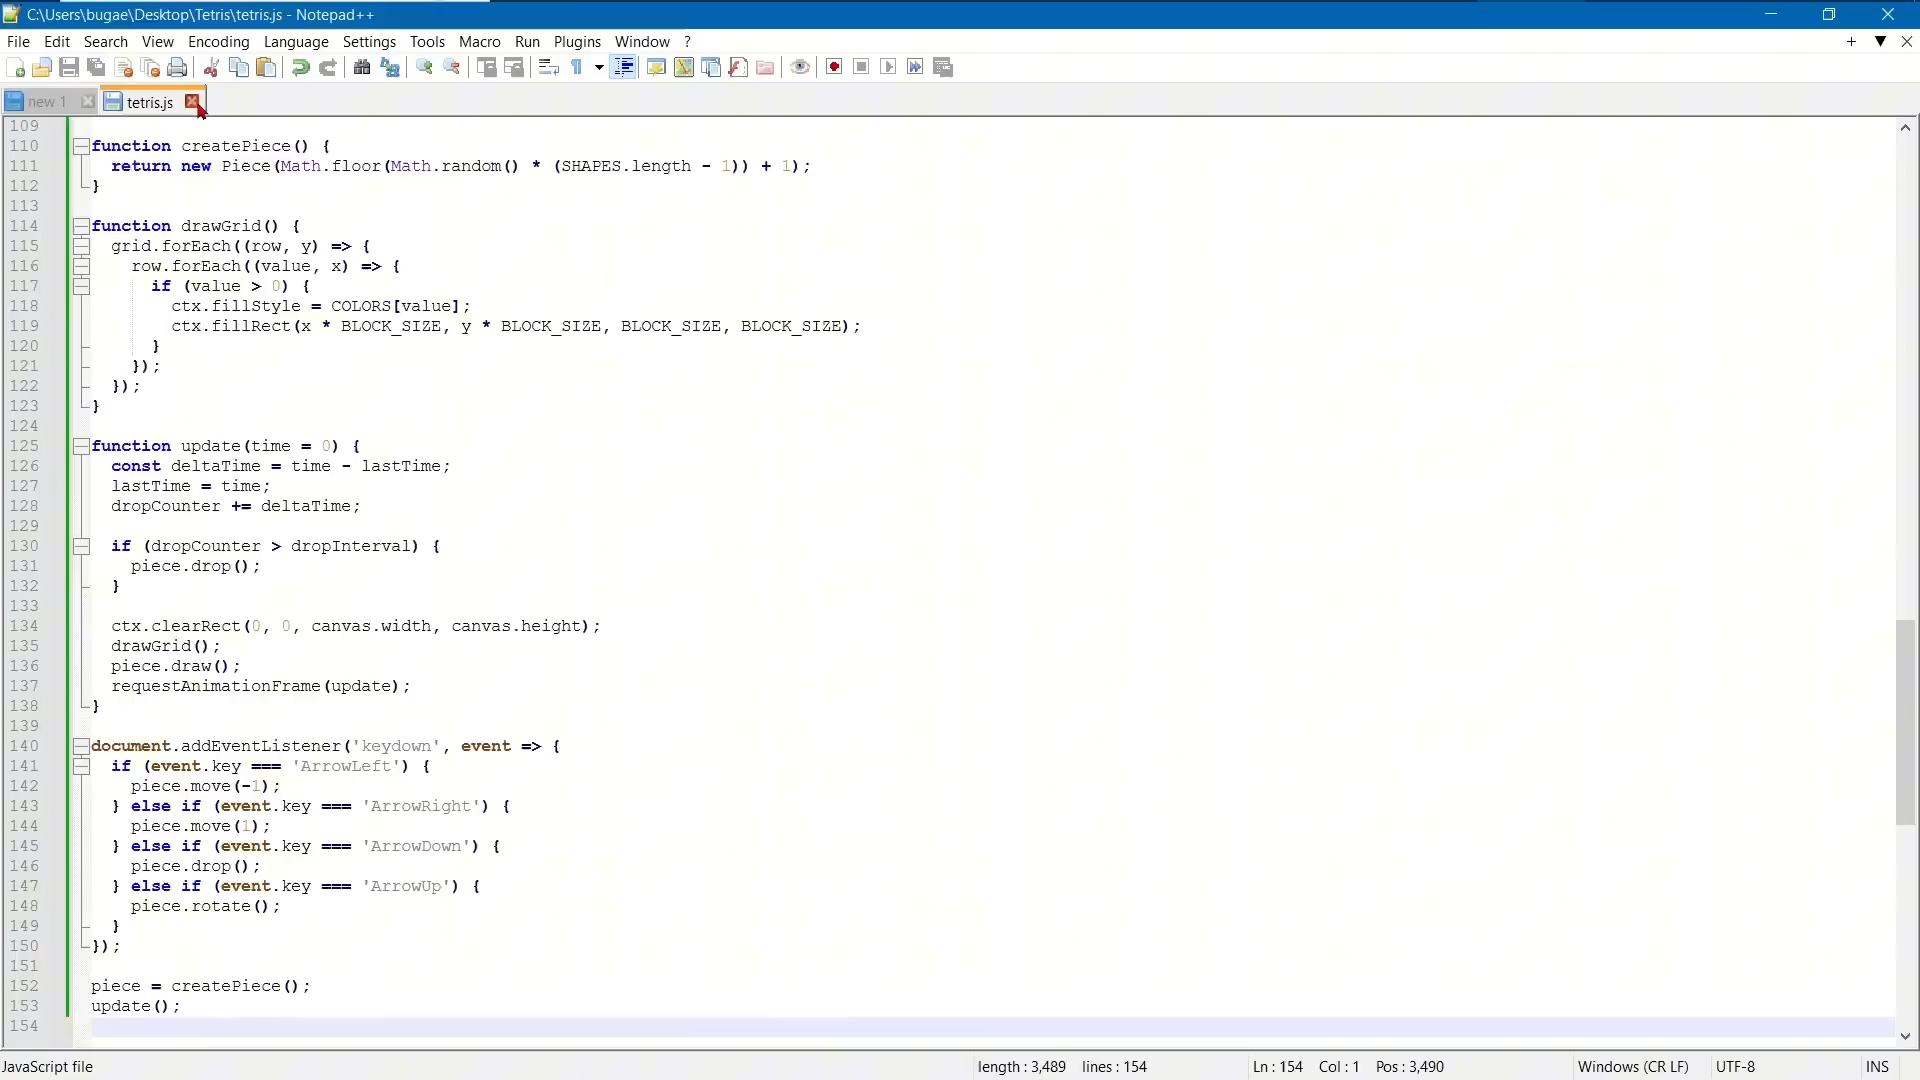 C:\Users\bugae\Desktop\Tetris\tetris.js - Notepad++
File Edit Search View Encoding Language Settings Tools Macro Run Plugins Window ?
new 1 tetris.js
109
110 function createPiece() {
111   return new Piece(Math.floor(Math.random() * (SHAPES.length - 1)) + 1);
112 }
113
114 function drawGrid() {
115   grid.forEach((row, y) => {
116     row.forEach((value, x) => {
117       if (value > 0) {
118         ctx.fillStyle = COLORS[value];
119         ctx.fillRect(x * BLOCK_SIZE, y * BLOCK_SIZE, BLOCK_SIZE, BLOCK_SIZE);
120       }
121     });
122   });
123 }
124
125 function update(time = 0) {
126   const deltaTime = time - lastTime;
127   lastTime = time;
128   dropCounter += deltaTime;
129
130   if (dropCounter > dropInterval) {
131     piece.drop();
132   }
133
134   ctx.clearRect(0, 0, canvas.width, canvas.height);
135   drawGrid();
136   piece.draw();
137   requestAnimationFrame(update);
138 }
139
140 document.addEventListener('keydown', event => {
141   if (event.key === 'ArrowLeft') {
142     piece.move(-1);
143   } else if (event.key === 'ArrowRight') {
144     piece.move(1);
145   } else if (event.key === 'ArrowDown') {
146     piece.drop();
147   } else if (event.key === 'ArrowUp') {
148     piece.rotate();
149   }
150 });
151
152 piece = createPiece();
153 update();
154
JavaScript file length : 3,489 lines : 154 Ln : 154 Col : 1 Pos : 3,490 Windows (CR LF) UTF-8 INS